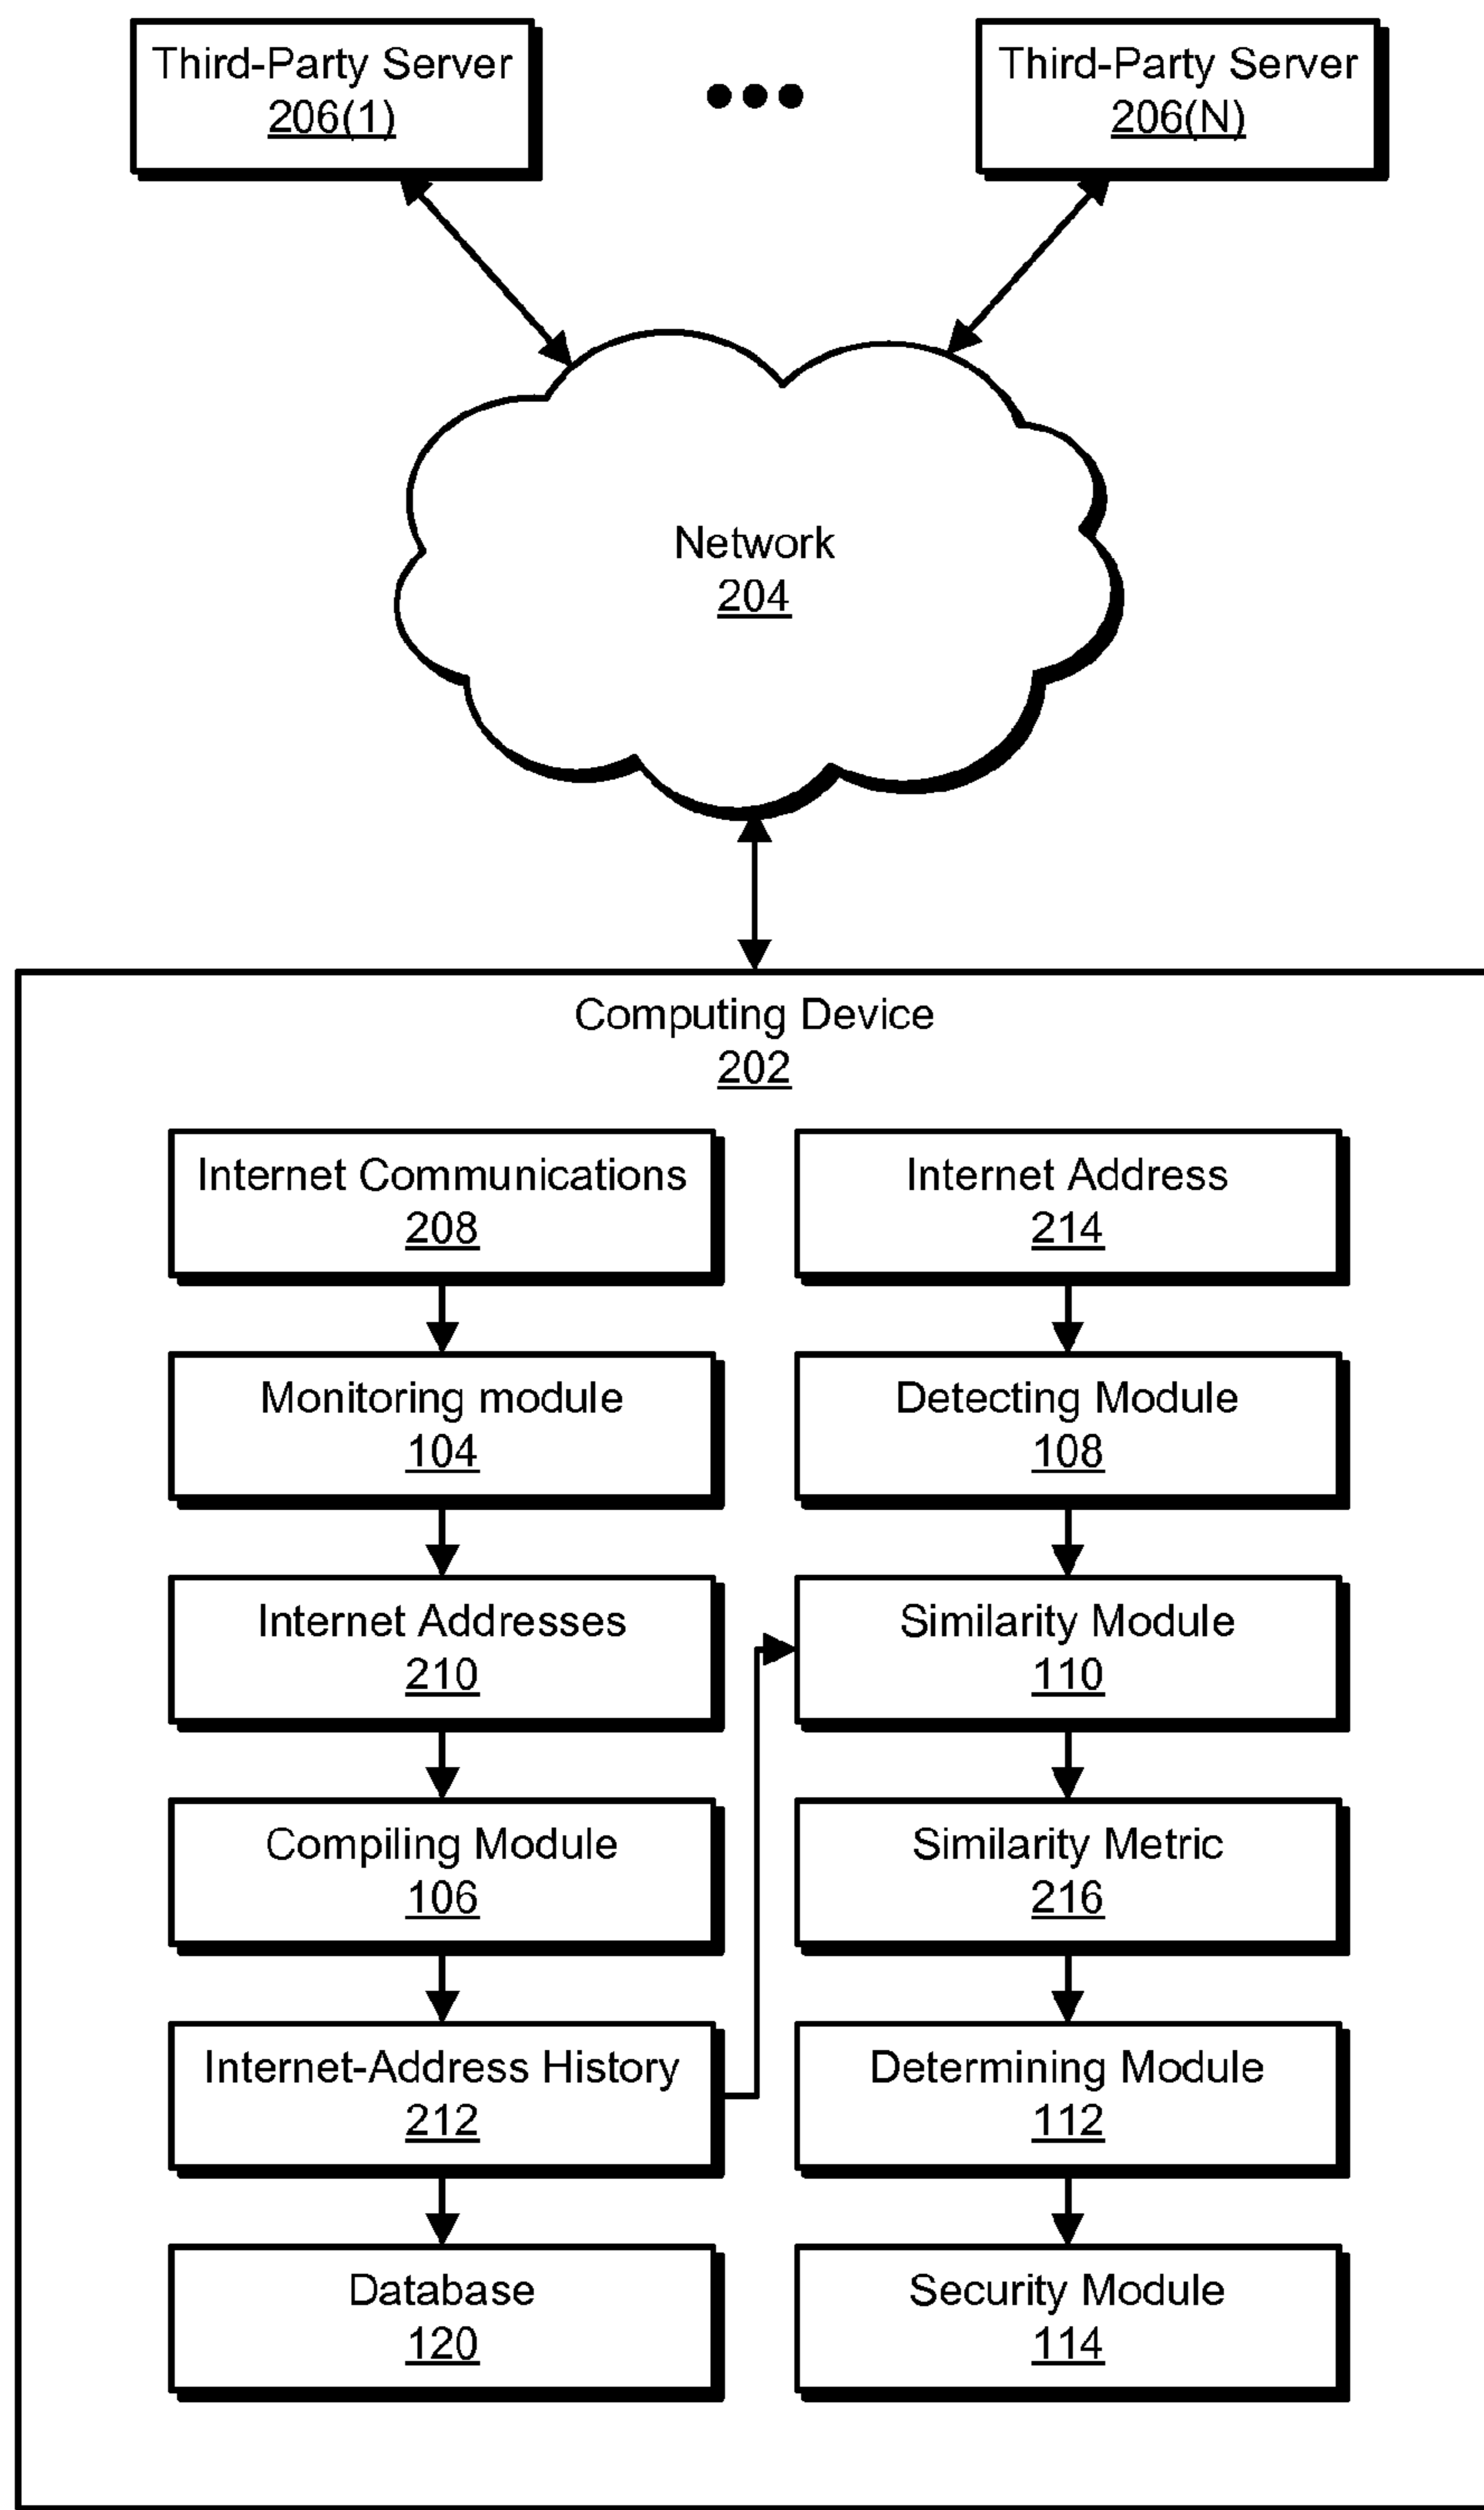 Third-Party Server
206(1)
Third-Party Server
206(N)
Network
204
Computing Device
202
Internet Communications
208
Internet Address
214
Monitoring module
104
Detecting Module
108
Internet Addresses
210
Similarity Module
110
Compiling Module
106
Similarity Metric
216
Internet-Address History
212
Determining Module
112
Database
120
Security Module
114